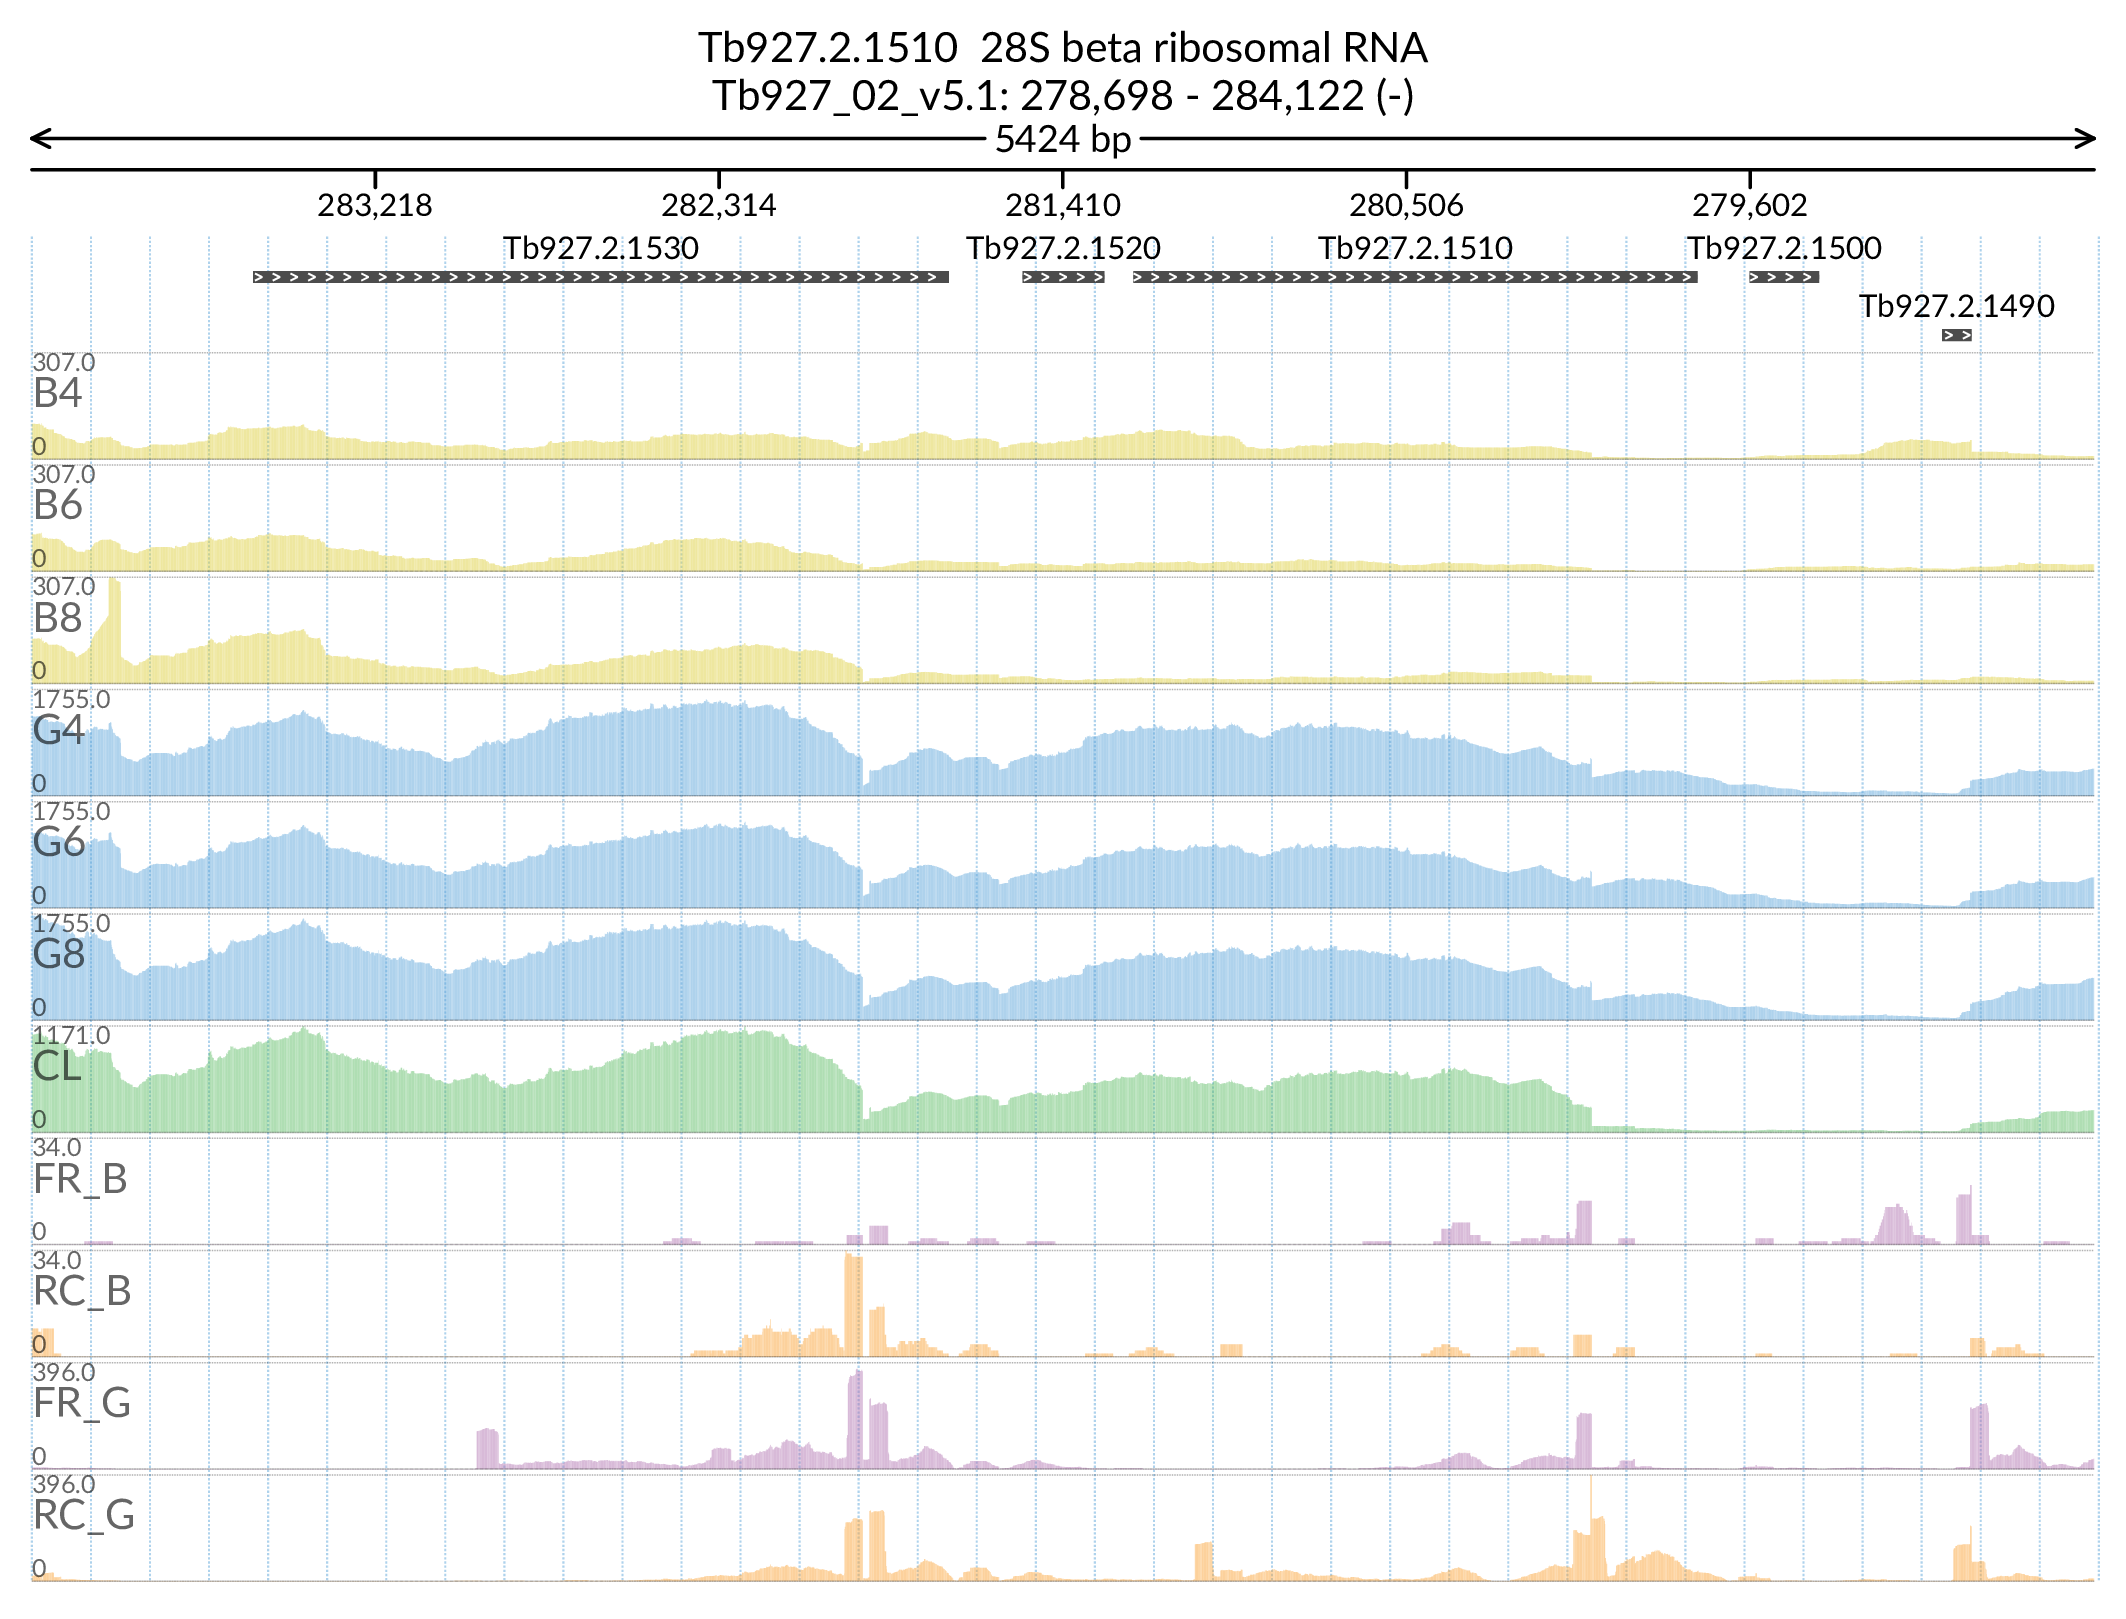 Tb927.2.1510  28S beta ribosomal RNA
Tb927_02_v5.1: 278,698 - 284,122 (-)
5424 bp
283,218 282,314 281,410 280,506 279,602
Tb927.2.1530 Tb927.2.1520 Tb927.2.1510 Tb927.2.1500
Tb927.2.1490
307.0
B4
0
307.0
B6
0
307.0
B8
0
1755.0
G4
0
1755.0
G6
0
1755.0
G8
0
1171.0
CL
0
34.0
FR_B
0
34.0
RC_B
0
396.0
FR_G
0
396.0
RC_G
0